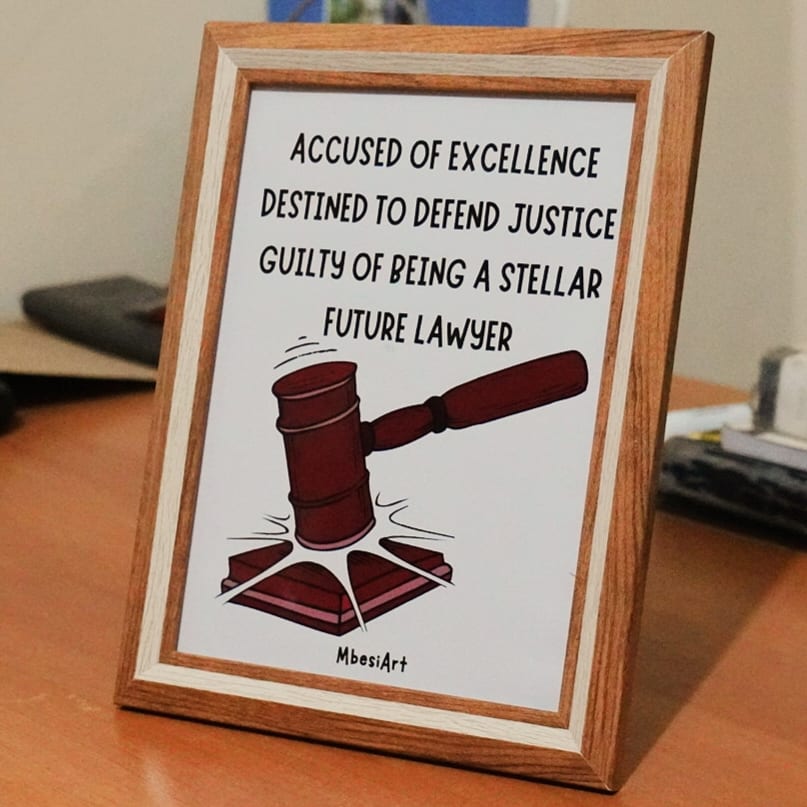 ACCUSED OF EXCELLENCE
DESTINED TO DEFEND JUSTICE
GUILTY OF BEING A STELLAR
FUTURE LAWYER
MbesiArt